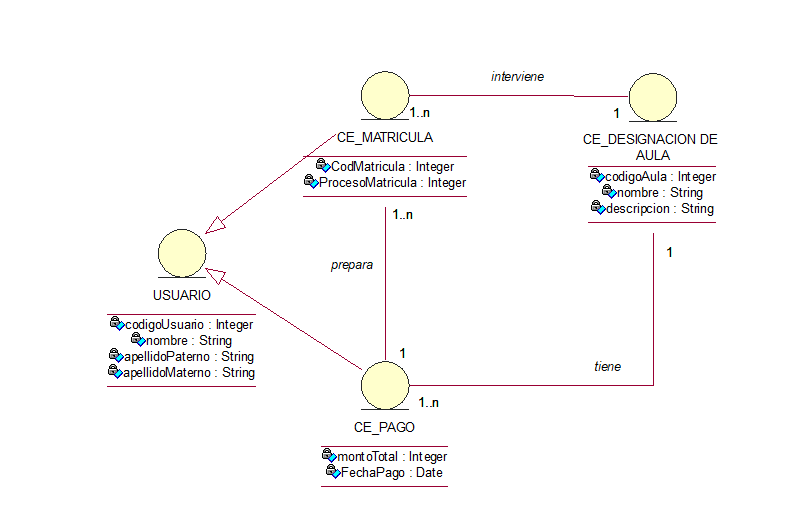 interviene
1..n
1
CE_MATRICULA
CodMatricula : Integer
ProcesoMatricula : Integer
CE_DESIGNACION DE
AULA
codigoAula : Integer
nombre : String
descripcion : String
1..n
1
prepara
USUARIO
codigoUsuario : Integer
nombre : String
apellidoPaterno : String
apellidoMaterno : String
1
tiene
1..n
CE_PAGO
montoTotal : Integer
FechaPago : Date